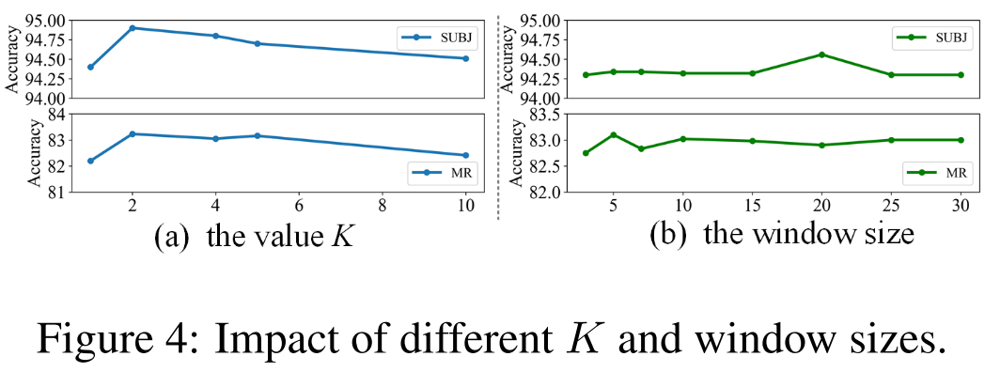 95.00
94.75
94.50
94.25
94.00
Accuracy
SUBJ
84
83
82
81
Accuracy
MR
2 4 6 8 10
(a) the value K
95.00
94.75
94.50
94.25
94.00
Accuracy
SUBJ
83.5
83.0
82.5
82.0
Accuracy
MR
5 10 15 20 25 30
(b) the window size
Figure 4: Impact of different K and window sizes.